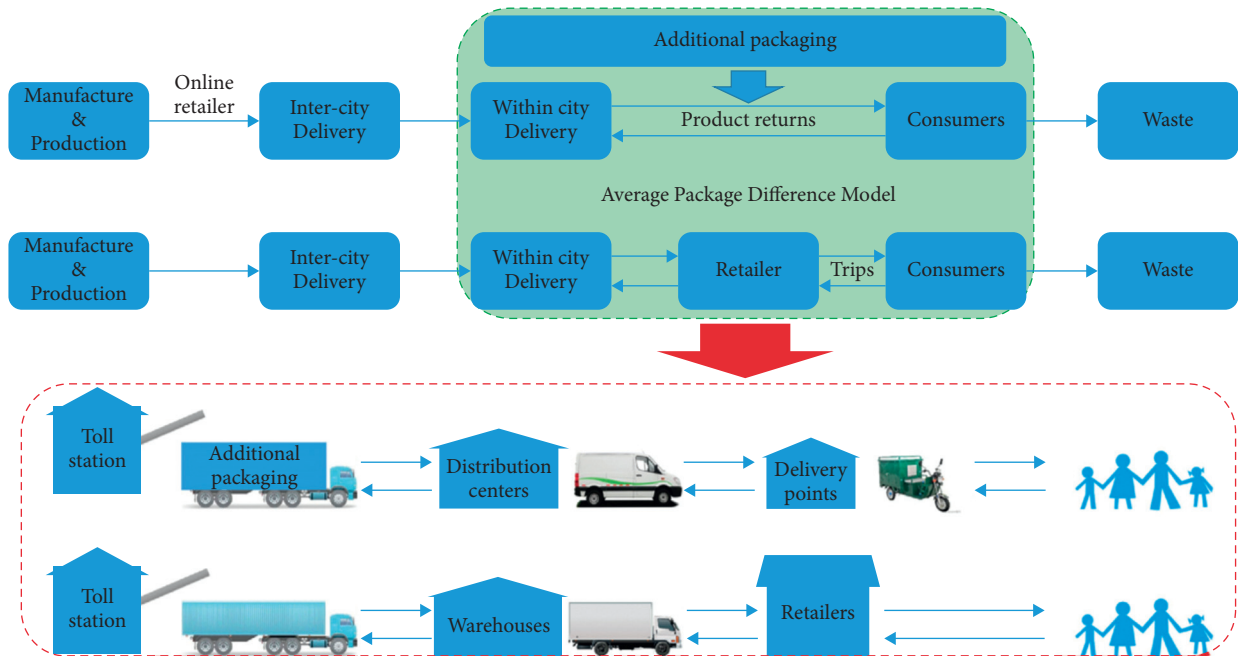 Additional packaging
Online
retailer
Manufacture
&
Production
Inter-city
Delivery
Within city
Delivery
Product returns
Consumers
Waste
Average Package Difference Model
Manufacture
&
Production
Inter-city
Delivery
Within city
Delivery
Retailer
Trips
Consumers
Waste
Toll
station
Additional
packaging
Distribution
centers
Delivery
points
Toll
station
Warehouses
Retailers